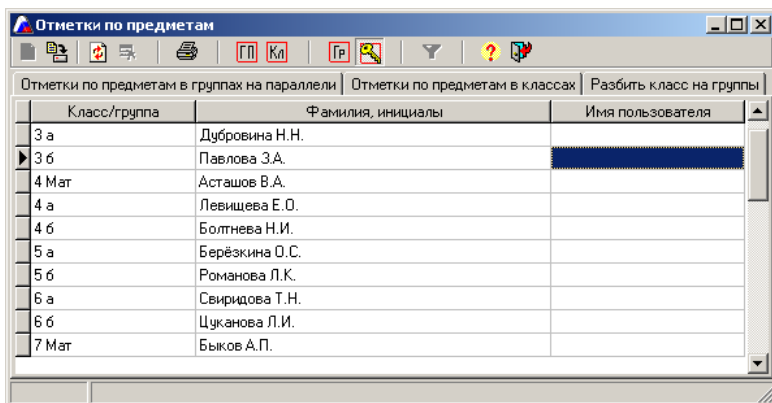 Отметки по предметам
ГП Кл Гр
Отметки по предметам в группах на параллели Отметки по предметам в классах Разбить класс на группы
Класс/группа Фамилия, инициалы Имя пользователя
3 а Дубровина Н.Н.
3 б Павлова З.А.
4 Мат Асташов В.А.
4 а Левищева Е.О.
4 б Болтнева Н.И.
5 а Берёзкина О.С.
5 б Романова Л.К.
6 а Свиридова Т.Н.
6 б Цуканова Л.И.
7 Мат Быков А.П.